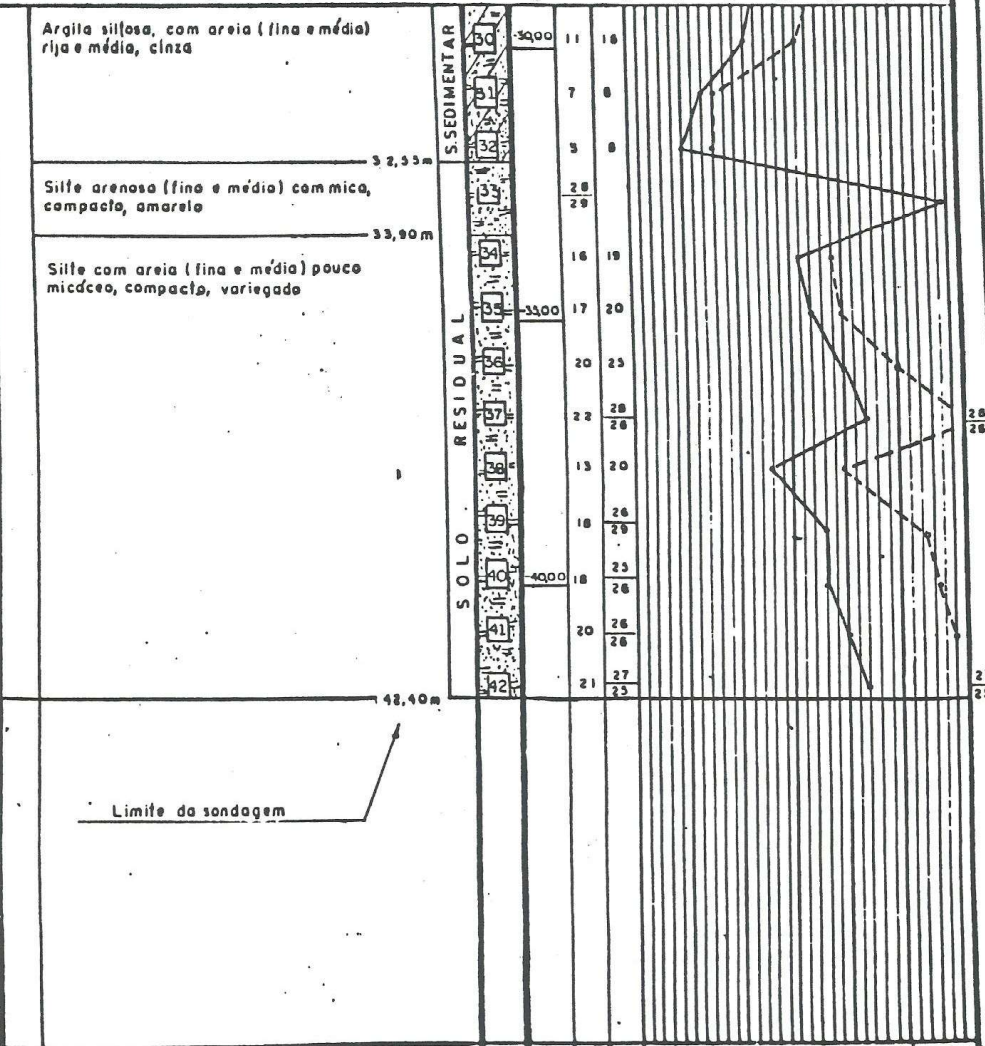 Argila siltosa, com areia (fina e média)
rija e média, cinza
S. SEDIMENTAR
30 -30,00 11 16
31 7 8
32 5 8
32,55m
Silte arenoso (fino e médio) com mica,
compacto, amarelo
33 28/29
33,90m
Silte com areia (fina e média) pouco
micáceo, compacto, variegado
SOLO RESIDUAL
34 16 19
35 -35,00 17 20
36 20 25
37 22 28/26
38 13 20
39 18 26/29
40 -40,00 18 25/26
41 20 26/26
42 21 27/25
42,40m
Limite da sondagem